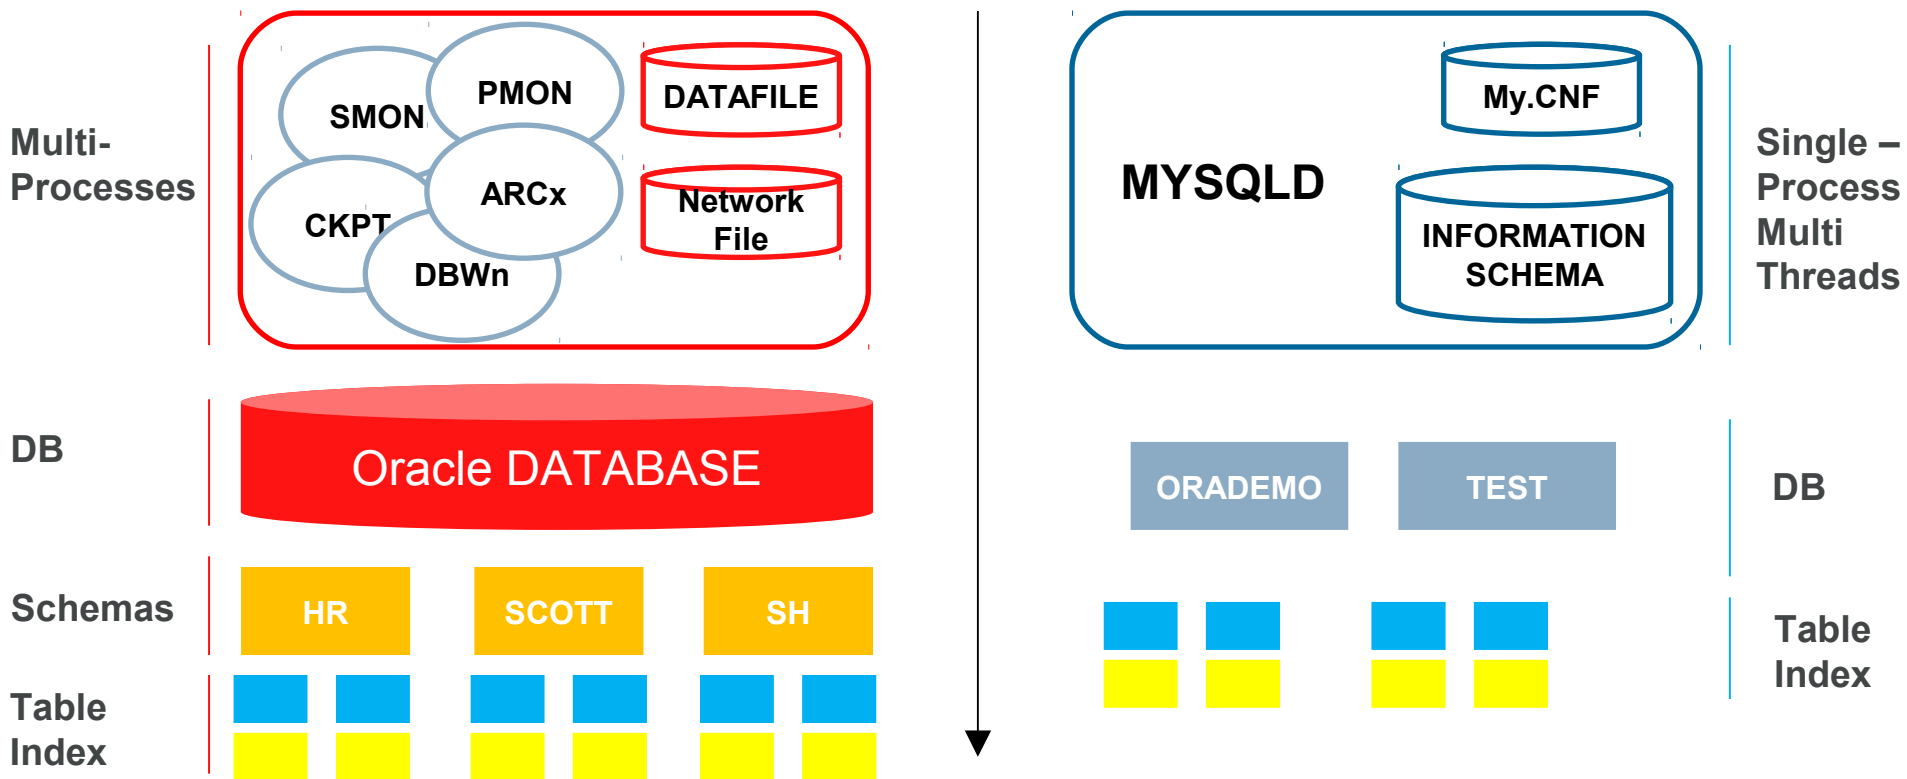 Multi-
Processes
SMON
PMON
CKPT
ARCx
DBWn
DATAFILE
Network
File
DB
Oracle DATABASE
Schemas
HR
SCOTT
SH
Table
Index
MYSQLD
My.CNF
INFORMATION
SCHEMA
Single –
Process
Multi
Threads
ORADEMO
TEST
DB
Table
Index